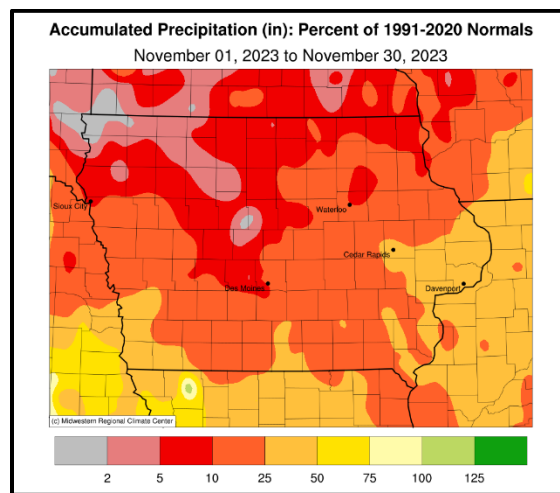 Accumulated Precipitation (in): Percent of 1991-2020 Normals
November 01, 2023 to November 30, 2023
Sioux City
Waterloo
Cedar Rapids
Des Moines
Davenport
(c) Midwestern Regional Climate Center
2 5 10 25 50 75 100 125